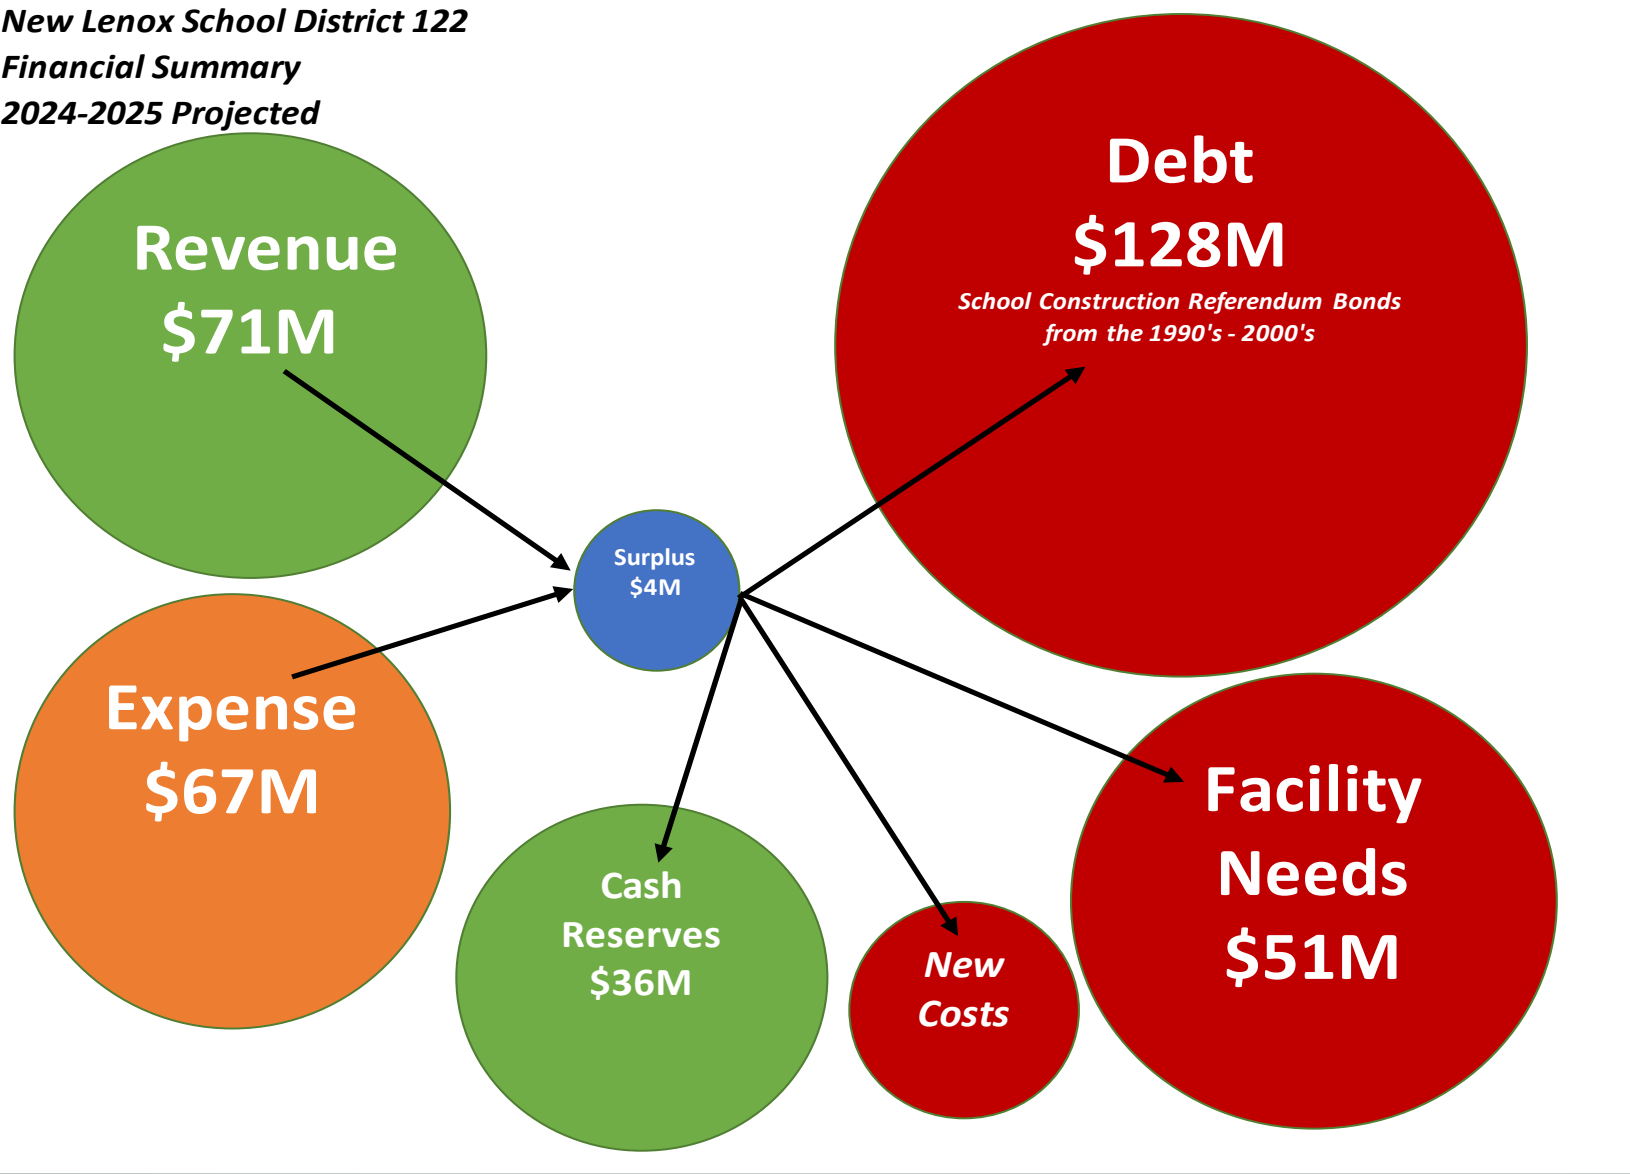 New Lenox School District 122
Financial Summary
2024-2025 Projected
Revenue
$71M
Debt
$128M
School Construction Referendum Bonds
from the 1990's - 2000's
Surplus
$4M
Expense
$67M
Cash
Reserves
$36M
New
Costs
Facility
Needs
$51M